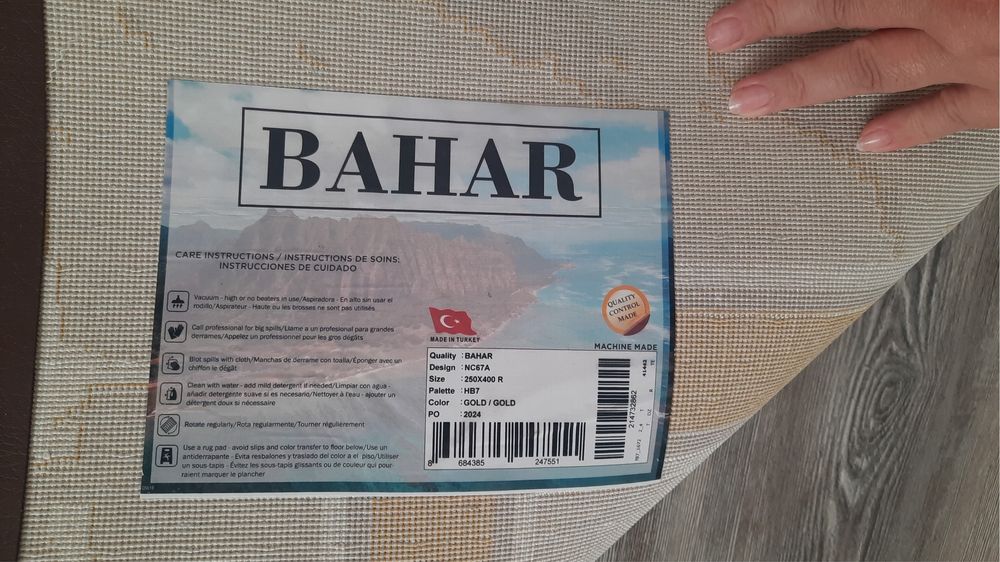 BAHAR
CARE INSTRUCTIONS / INSTRUCTIONS DE SOINS:
INSTRUCCIONES DE CUIDADO
Vacuum - high or no beaters in use/Aspiradora - En alto sin usar el
rodillo/Aspirateur - Haute ou les brosses ne sont pas utilisés
Call professional for big spills/Llame a un profesional para grandes
derrames/Appelez un professionnel pour les gros dégâts
Blot spills with cloth/Manchas de derrame con toalla/Éponger avec un
chiffon le dégât
Clean with water - add mild detergent if needed/Limpiar con agua -
añadir detergente suave si es necesario/Nettoyer à l'eau - ajouter un
détergent doux si nécessaire
Rotate regularly/Rota regularmente/Tourner régulièrement
Use a rug pad - avoid slips and color transfer to floor below/Use un
antiderrapante - Evita resbalones y traslado del color a el piso/Utiliser
un sous-tapis - Évitez les sous-tapis glissants ou de couleur qui pour-
raient marquer le plancher
MADE IN TURKEY
QUALITY
CONTROL
MADE
MACHINE MADE
Quality : BAHAR
Design : NC67A
Size : 250X400 R
Palette : HB7
Color : GOLD / GOLD
PO : 2024
8 684385 247551
214732862
41463